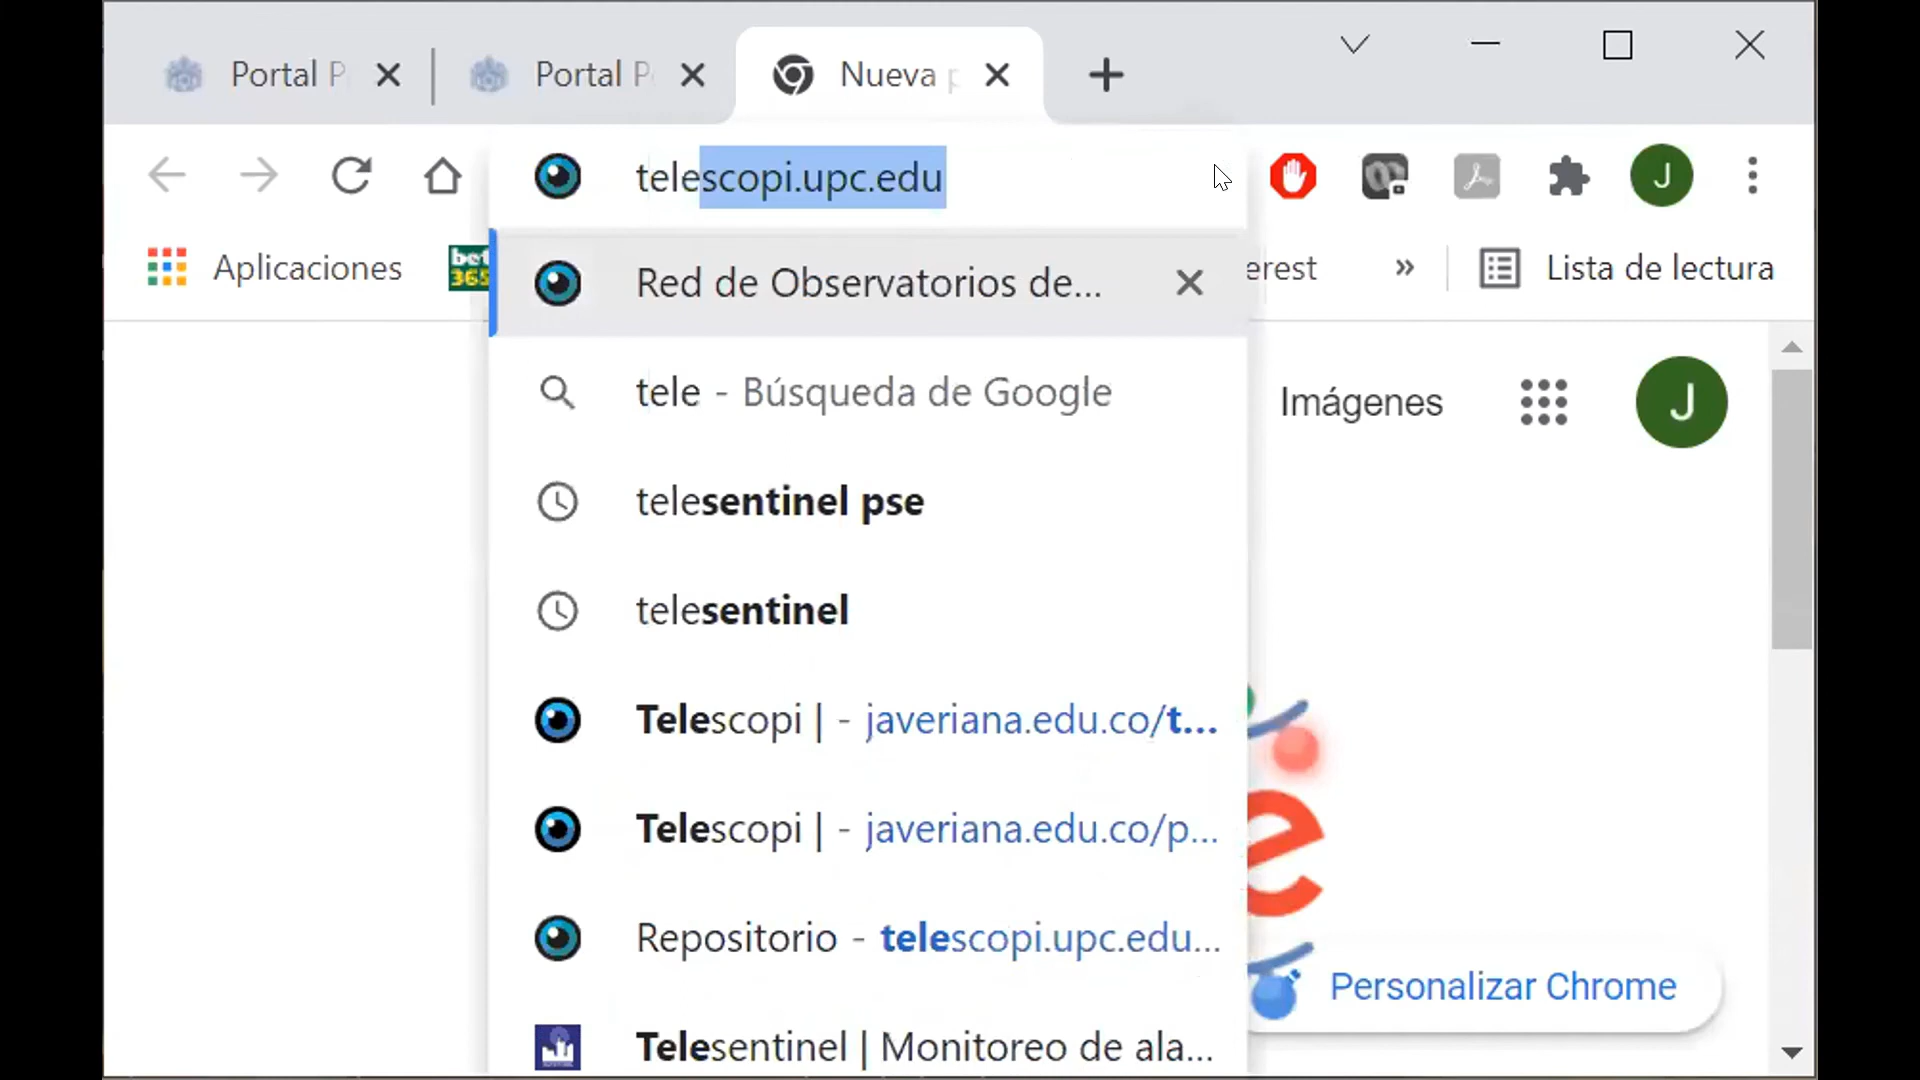 Portal P
Portal P
Nueva p
telescopi.upc.edu
J
Aplicaciones
bet
365
erest
»
Lista de lectura
Red de Observatorios de...
tele - Búsqueda de Google
Imágenes
J
telesentinel pse
telesentinel
Telescopi | - javeriana.edu.co/t...
Telescopi | - javeriana.edu.co/p...
e
Repositorio - telescopi.upc.edu...
Personalizar Chrome
Telesentinel | Monitoreo de ala...